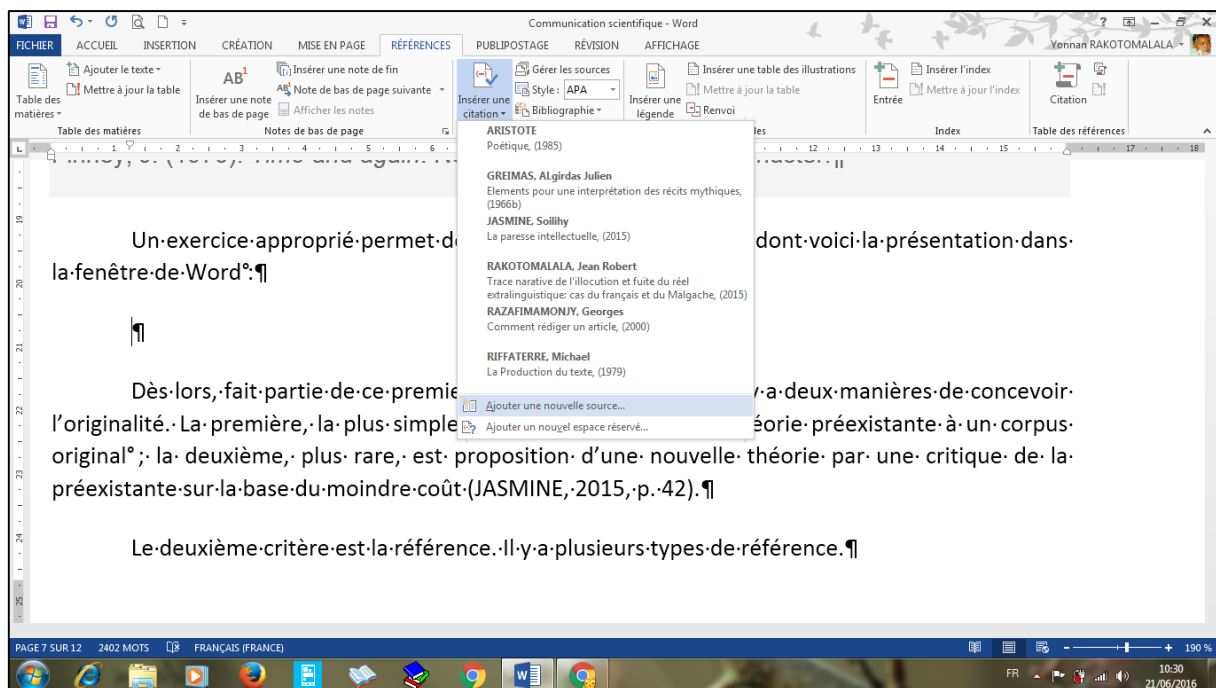 Communication scientifique - Word
FICHIER ACCUEIL INSERTION CRÉATION MISE EN PAGE RÉFÉRENCES PUBLIPOSTAGE RÉVISION AFFICHAGE Yonnan RAKOTOMALALA
Table des matières
Ajouter le texte
Mettre à jour la table
Table des matières
AB1
Insérer une note de bas de page
Insérer une note de fin
Note de bas de page suivante
Afficher les notes
Notes de bas de page
Insérer une citation
Gérer les sources
Style : APA
Bibliographie
Insérer une légende
Insérer une table des illustrations
Mettre à jour la table
Renvoi
les
Entrée
Insérer l'index
Mettre à jour l'index
Index
Citation
Table des références
ARISTOTE
Poétique, (1985)
GREIMAS, ALgirdas Julien
Elements pour une interprétation des récits mythiques,
(1966b)
JASMINE, Soilihy
La paresse intellectuelle, (2015)
RAKOTOMALALA, Jean Robert
Trace narative de l'illocution et fuite du réel
extralinguistique: cas du français et du Malgache, (2015)
RAZAFIMAMONJY, Georges
Comment rédiger un article, (2000)
RIFFATERRE, Michael
La Production du texte, (1979)
Ajouter une nouvelle source...
Ajouter un nouvel espace réservé...
Un·exercice·approprié·permet·d dont·voici·la·présentation·dans·
la·fenêtre·de·Word°:¶
¶
Dès·lors,·fait·partie·de·ce·premie y·a·deux·manières·de·concevoir·
l'originalité.·La·première,·la·plus·simple éorie·préexistante·à·un·corpus·
original°;·la·deuxième,·plus·rare,·est·proposition·d'une·nouvelle·théorie·par·une·critique·de·la·
préexistante·sur·la·base·du·moindre·coût·(JASMINE,·2015,·p.·42).¶
Le·deuxième·critère·est·la·référence.·Il·y·a·plusieurs·types·de·référence.¶
PAGE 7 SUR 12 2402 MOTS FRANÇAIS (FRANCE) 190 %
FR 10:30
21/06/2016